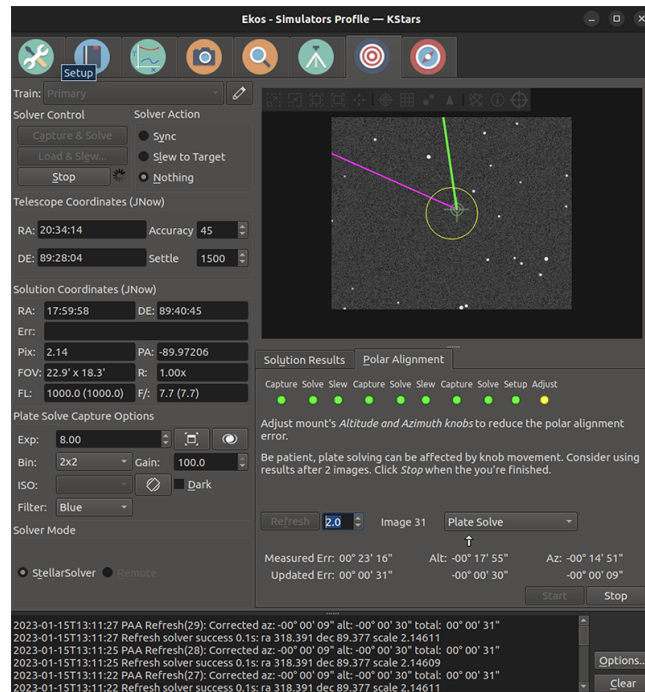 Ekos - Simulators Profile — KStars
Setup
Train: Primary
Solver Control
Solver Action
Capture & Solve
Sync
Load & Slew...
Slew to Target
Stop
Nothing
Telescope Coordinates (JNow)
RA: 20:34:14 Accuracy 45
DE: 89:28:04 Settle 1500
Solution Coordinates (JNow)
RA: 17:59:58 DE: 89:40:45
Err:
Pix: 2.14 PA: -89.97206
FOV: 22.9' x 18.3' R: 1.00x
FL: 1000.0 (1000.0) F/: 7.7 (7.7)
Plate Solve Capture Options
Exp: 8.00
Bin: 2x2 Gain: 100.0
ISO: Dark
Filter: Blue
Solver Mode
StellarSolver Remote
Solution Results Polar Alignment
Capture Solve Slew Capture Solve Slew Capture Solve Setup Adjust
Adjust mount's Altitude and Azimuth knobs to reduce the polar alignment
error.
Be patient, plate solving can be affected by knob movement. Consider using
results after 2 images. Click Stop when the you're finished.
Refresh 2.0 Image 31 Plate Solve
Measured Err: 00° 23' 16" Alt: -00° 17' 55" Az: -00° 14' 51"
Updated Err: 00° 00' 31" -00° 00' 30" -00° 00' 09"
Start Stop
2023-01-15T13:11:27 PAA Refresh(29): Corrected az: -00° 00' 09" alt: -00° 00' 30" total: 00° 00' 31"
2023-01-15T13:11:27 Refresh solver success 0.1s: ra 318.391 dec 89.377 scale 2.14611
2023-01-15T13:11:25 PAA Refresh(28): Corrected az: -00° 00' 09" alt: -00° 00' 30" total: 00° 00' 31"
2023-01-15T13:11:25 Refresh solver success 0.1s: ra 318.391 dec 89.377 scale 2.14609
2023-01-15T13:11:22 PAA Refresh(27): Corrected az: -00° 00' 09" alt: -00° 00' 30" total: 00° 00' 31"
2023-01-15T13:11:22 Refresh solver success 0.1s: ra 318.391 dec 89.377 scale 2.14611
Options...
Clear